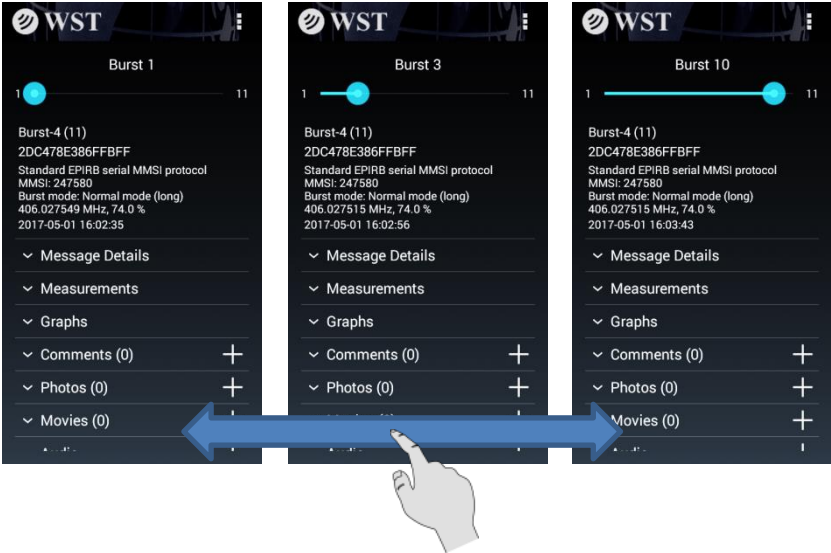 WST
Burst 1
1 11
Burst-4 (11)
2DC478E386FFBFF
Standard EPIRB serial MMSI protocol
MMSI: 247580
Burst mode: Normal mode (long)
406.027549 MHz, 74.0 %
2017-05-01 16:02:35
Message Details
Measurements
Graphs
Comments (0)
Photos (0)
Movies (0)
WST
Burst 3
1 11
Burst-4 (11)
2DC478E386FFBFF
Standard EPIRB serial MMSI protocol
MMSI: 247580
Burst mode: Normal mode (long)
406.027515 MHz, 74.0 %
2017-05-01 16:02:56
Message Details
Measurements
Graphs
Comments (0)
Photos (0)
WST
Burst 10
1 11
Burst-4 (11)
2DC478E386FFBFF
Standard EPIRB serial MMSI protocol
MMSI: 247580
Burst mode: Normal mode (long)
406.027515 MHz, 74.0 %
2017-05-01 16:03:43
Message Details
Measurements
Graphs
Comments (0)
Photos (0)
Movies (0)